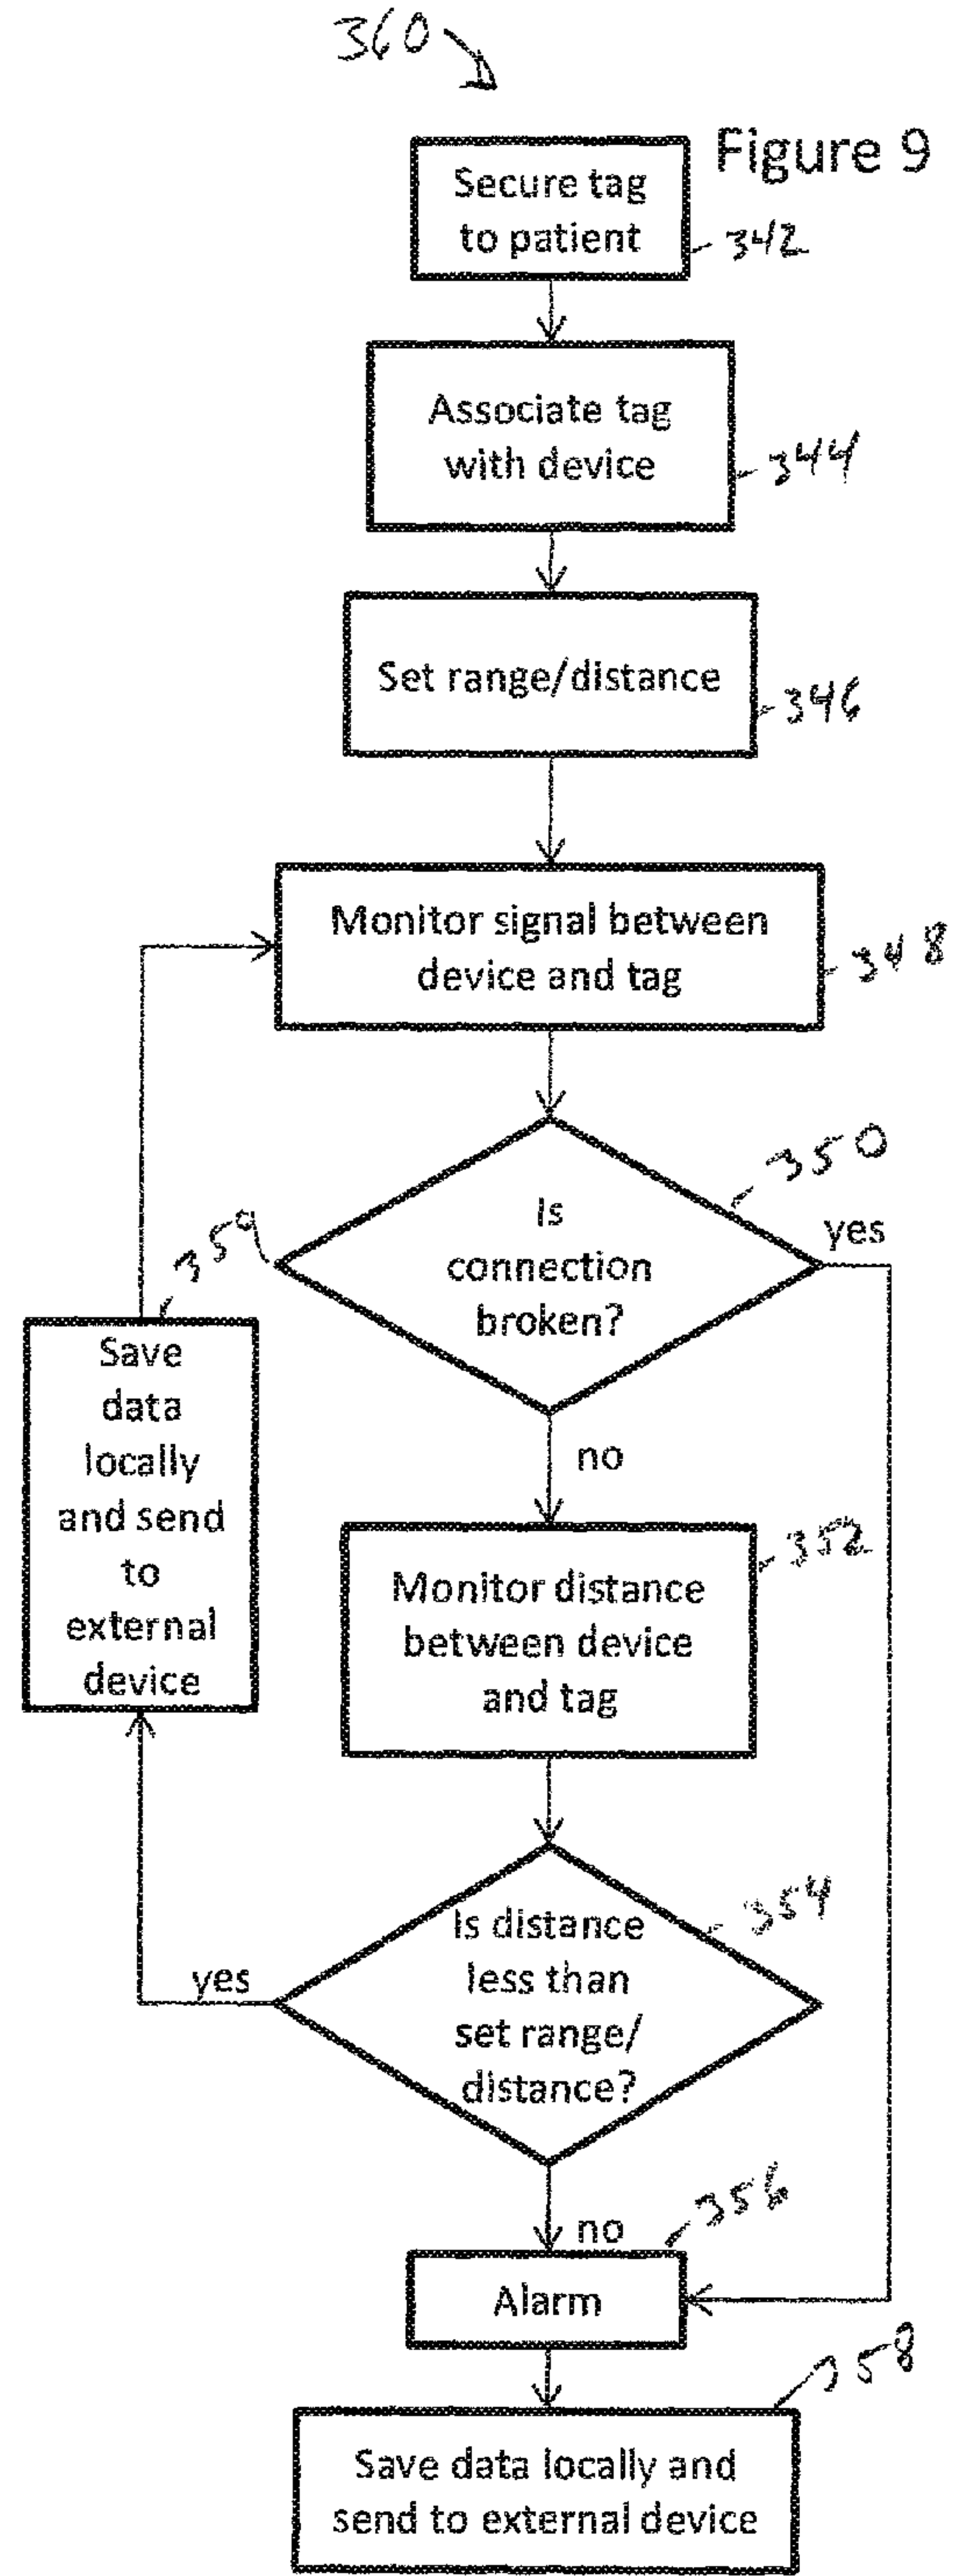 360
Figure 9
Secure tag
to patient
342
Associate tag
with device
344
Set range/distance
346
Monitor signal between
device and tag
348
350
Is
connection
broken?
yes
359
Save
data
locally
and send
to
external
device
no
352
Monitor distance
between device
and tag
354
Is distance
less than
set range/
distance?
yes
no
356
Alarm
358
Save data locally and
send to external device